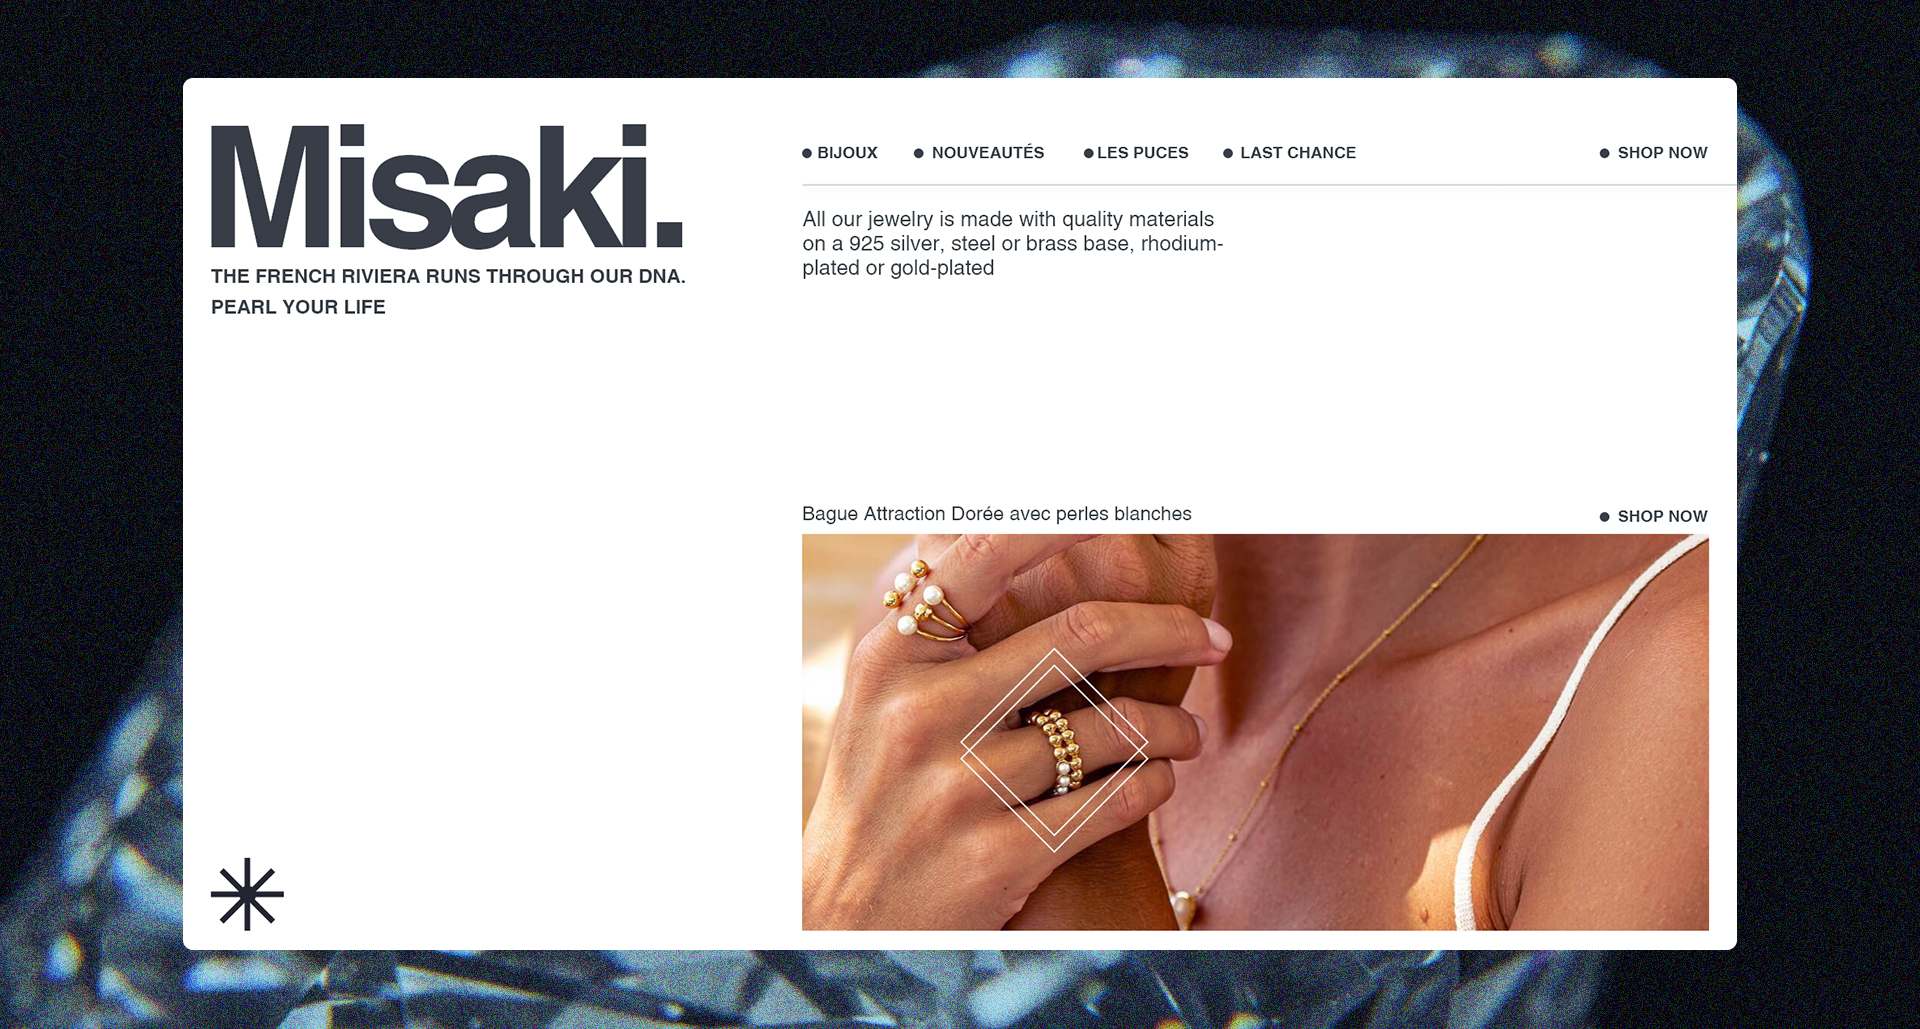 Misaki.
THE FRENCH RIVIERA RUNS THROUGH OUR DNA.
PEARL YOUR LIFE
BIJOUX
NOUVEAUTÉS
LES PUCES
LAST CHANCE
SHOP NOW
All our jewelry is made with quality materials
on a 925 silver, steel or brass base, rhodium-
plated or gold-plated
Bague Attraction Dorée avec perles blanches
SHOP NOW